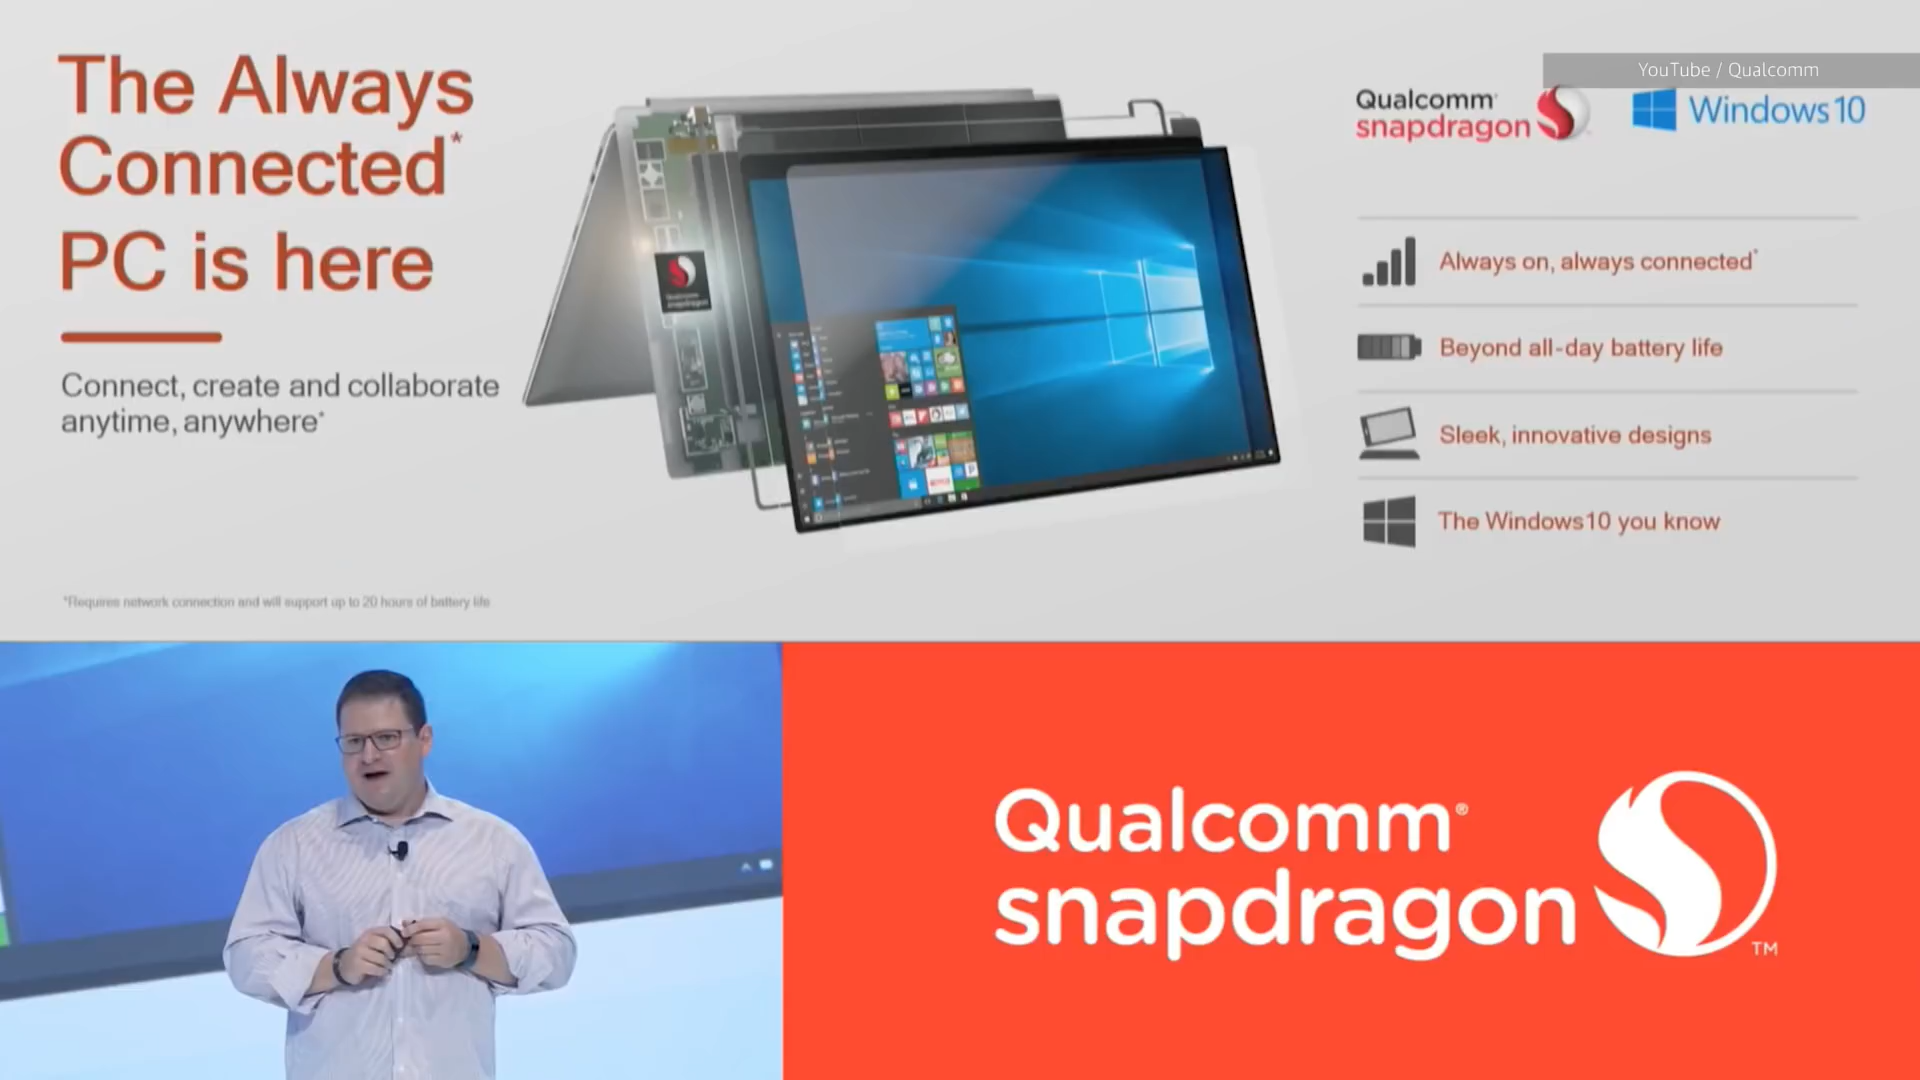 The Always
Connected*
PC is here
Connect, create and collaborate
anytime, anywhere*
*Requires network connection and will support up to 20 hours of battery life
Qualcomm
snapdragon
YouTube / Qualcomm
Qualcomm
snapdragon
Windows 10
Always on, always connected*
Beyond all-day battery life
Sleek, innovative designs
The Windows10 you know
Qualcomm®
snapdragon
TM